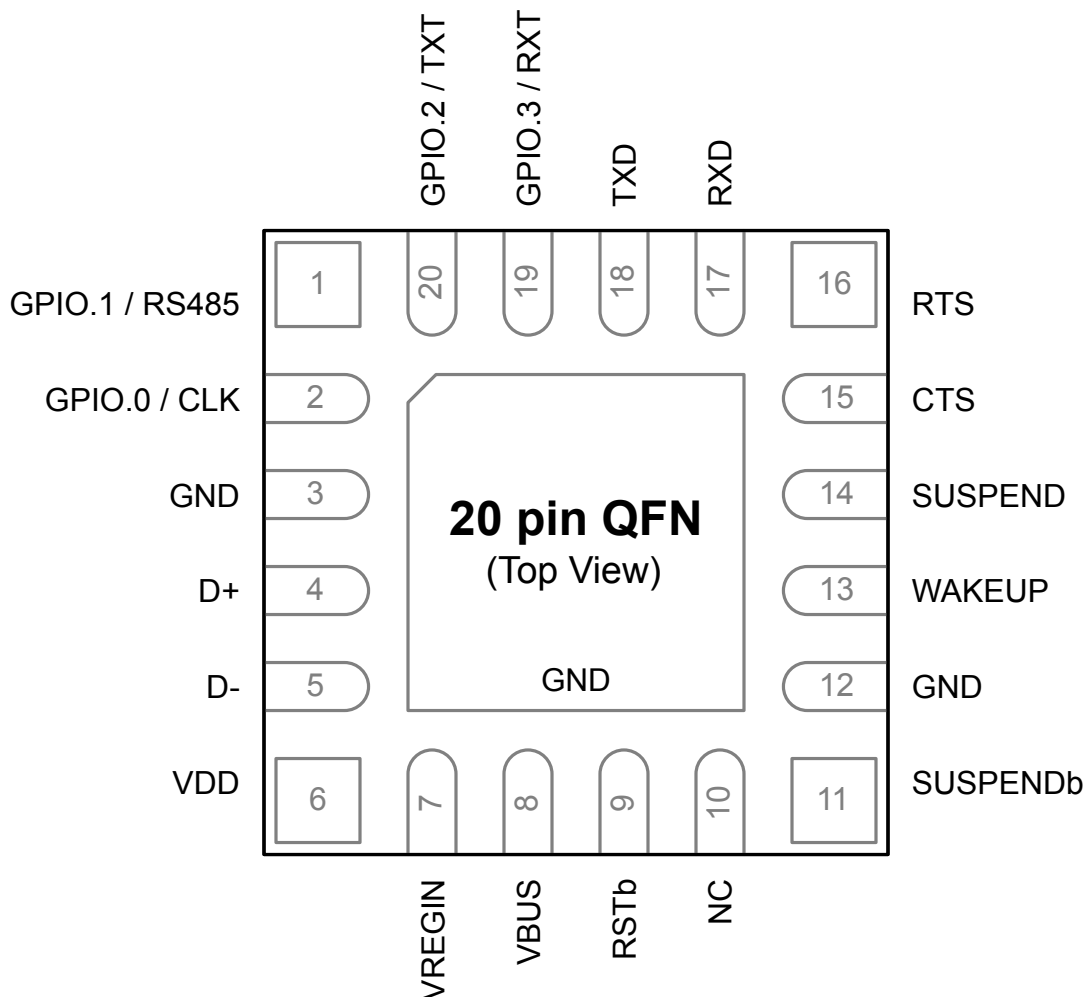 GPIO.2 / TXT
GPIO.3 / RXT
TXD
RXD
1
20
19
18
17
16
GPIO.1 / RS485
RTS
GPIO.0 / CLK
2
15
CTS
GND
3
14
SUSPEND
20 pin QFN
(Top View)
D+
4
13
WAKEUP
D-
5
GND
12
GND
VDD
6
7
8
9
10
11
SUSPENDb
VREGIN
VBUS
RSTb
NC